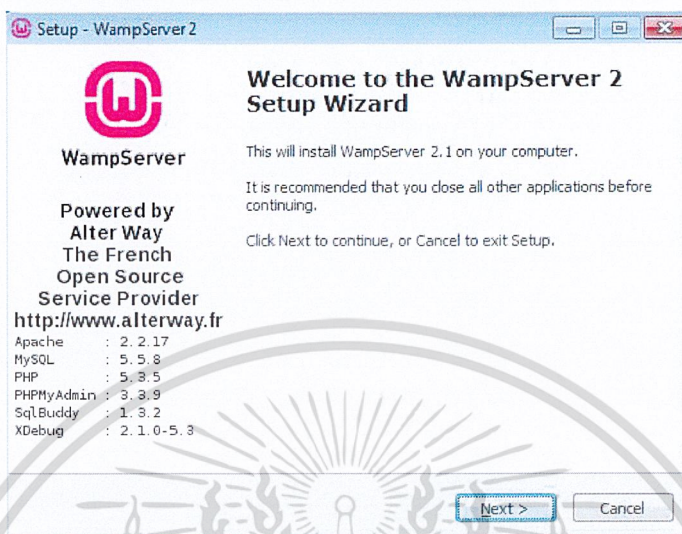 Setup - WampServer 2
WampServer
Powered by
Alter Way
The French
Open Source
Service Provider
http://www.alterway.fr
Apache : 2.2.17
MySQL : 5.5.8
PHP : 5.3.5
PHPMyAdmin : 3.3.9
SqlBuddy : 1.3.2
XDebug : 2.1.0-5.3
Welcome to the WampServer 2
Setup Wizard
This will install WampServer 2.1 on your computer.
It is recommended that you close all other applications before
continuing.
Click Next to continue, or Cancel to exit Setup.
Next >
Cancel